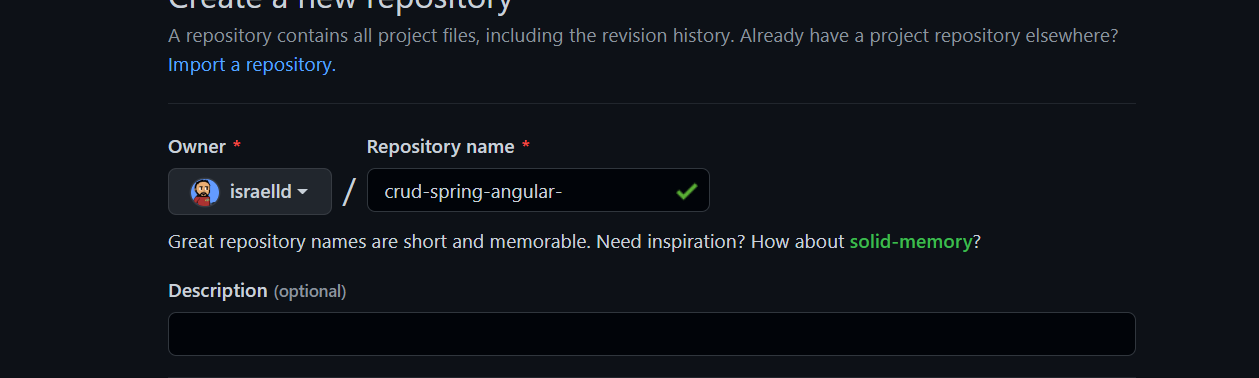 Create a new repository
A repository contains all project files, including the revision history. Already have a project repository elsewhere?
Import a repository.
Owner *
Repository name *
israelld
/
crud-spring-angular-
Great repository names are short and memorable. Need inspiration? How about solid-memory?
Description (optional)